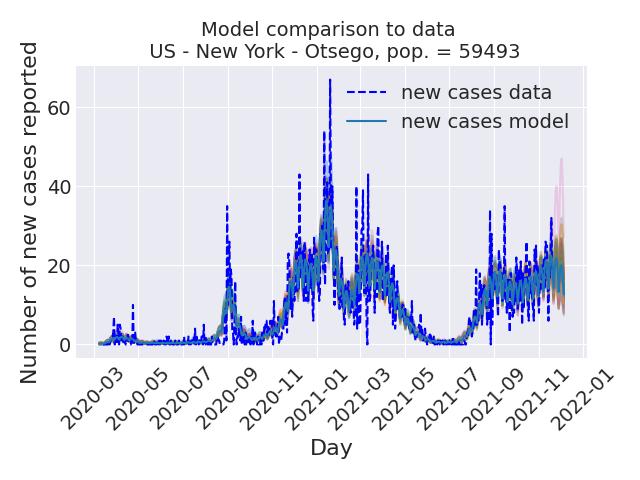 Model comparison to data
US - New York - Otsego, pop. = 59493
Number of new cases reported
60
40
20
0
new cases data
new cases model
2020-03
2020-05
2020-07
2020-09
2020-11
2021-01
2021-03
2021-05
2021-07
2021-09
2021-11
2022-01
Day